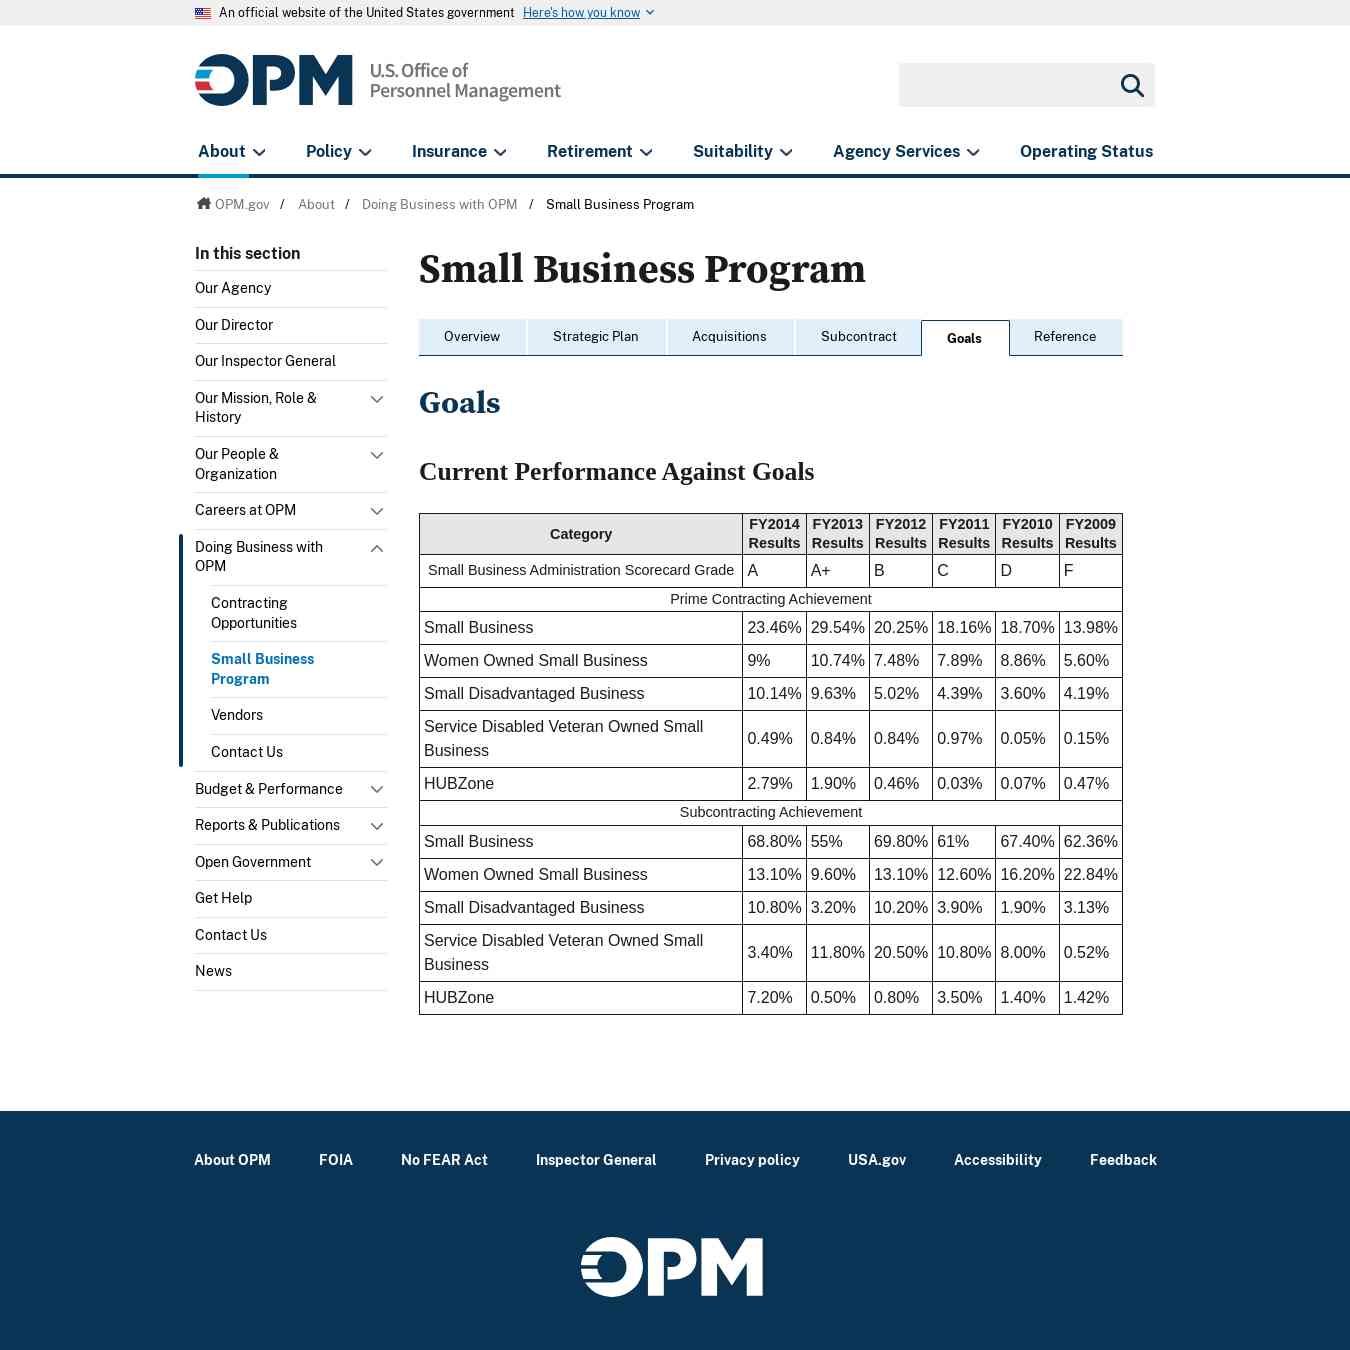 An official website of the United States government Here's how you know
OPM U.S. Office of
Personnel Management
About Policy Insurance Retirement Suitability Agency Services Operating Status
OPM.gov / About / Doing Business with OPM / Small Business Program
In this section
Our Agency
Our Director
Our Inspector General
Our Mission, Role &
History
Our People &
Organization
Careers at OPM
Doing Business with
OPM
Contracting
Opportunities
Small Business
Program
Vendors
Contact Us
Budget & Performance
Reports & Publications
Open Government
Get Help
Contact Us
News
Small Business Program
Overview Strategic Plan Acquisitions Subcontract Goals Reference
Goals
Current Performance Against Goals
Category FY2014 Results FY2013 Results FY2012 Results FY2011 Results FY2010 Results FY2009 Results
Small Business Administration Scorecard Grade A A+ B C D F
Prime Contracting Achievement
Small Business 23.46% 29.54% 20.25% 18.16% 18.70% 13.98%
Women Owned Small Business 9% 10.74% 7.48% 7.89% 8.86% 5.60%
Small Disadvantaged Business 10.14% 9.63% 5.02% 4.39% 3.60% 4.19%
Service Disabled Veteran Owned Small
Business 0.49% 0.84% 0.84% 0.97% 0.05% 0.15%
HUBZone 2.79% 1.90% 0.46% 0.03% 0.07% 0.47%
Subcontracting Achievement
Small Business 68.80% 55% 69.80% 61% 67.40% 62.36%
Women Owned Small Business 13.10% 9.60% 13.10% 12.60% 16.20% 22.84%
Small Disadvantaged Business 10.80% 3.20% 10.20% 3.90% 1.90% 3.13%
Service Disabled Veteran Owned Small
Business 3.40% 11.80% 20.50% 10.80% 8.00% 0.52%
HUBZone 7.20% 0.50% 0.80% 3.50% 1.40% 1.42%
About OPM FOIA No FEAR Act Inspector General Privacy policy USA.gov Accessibility Feedback
OPM